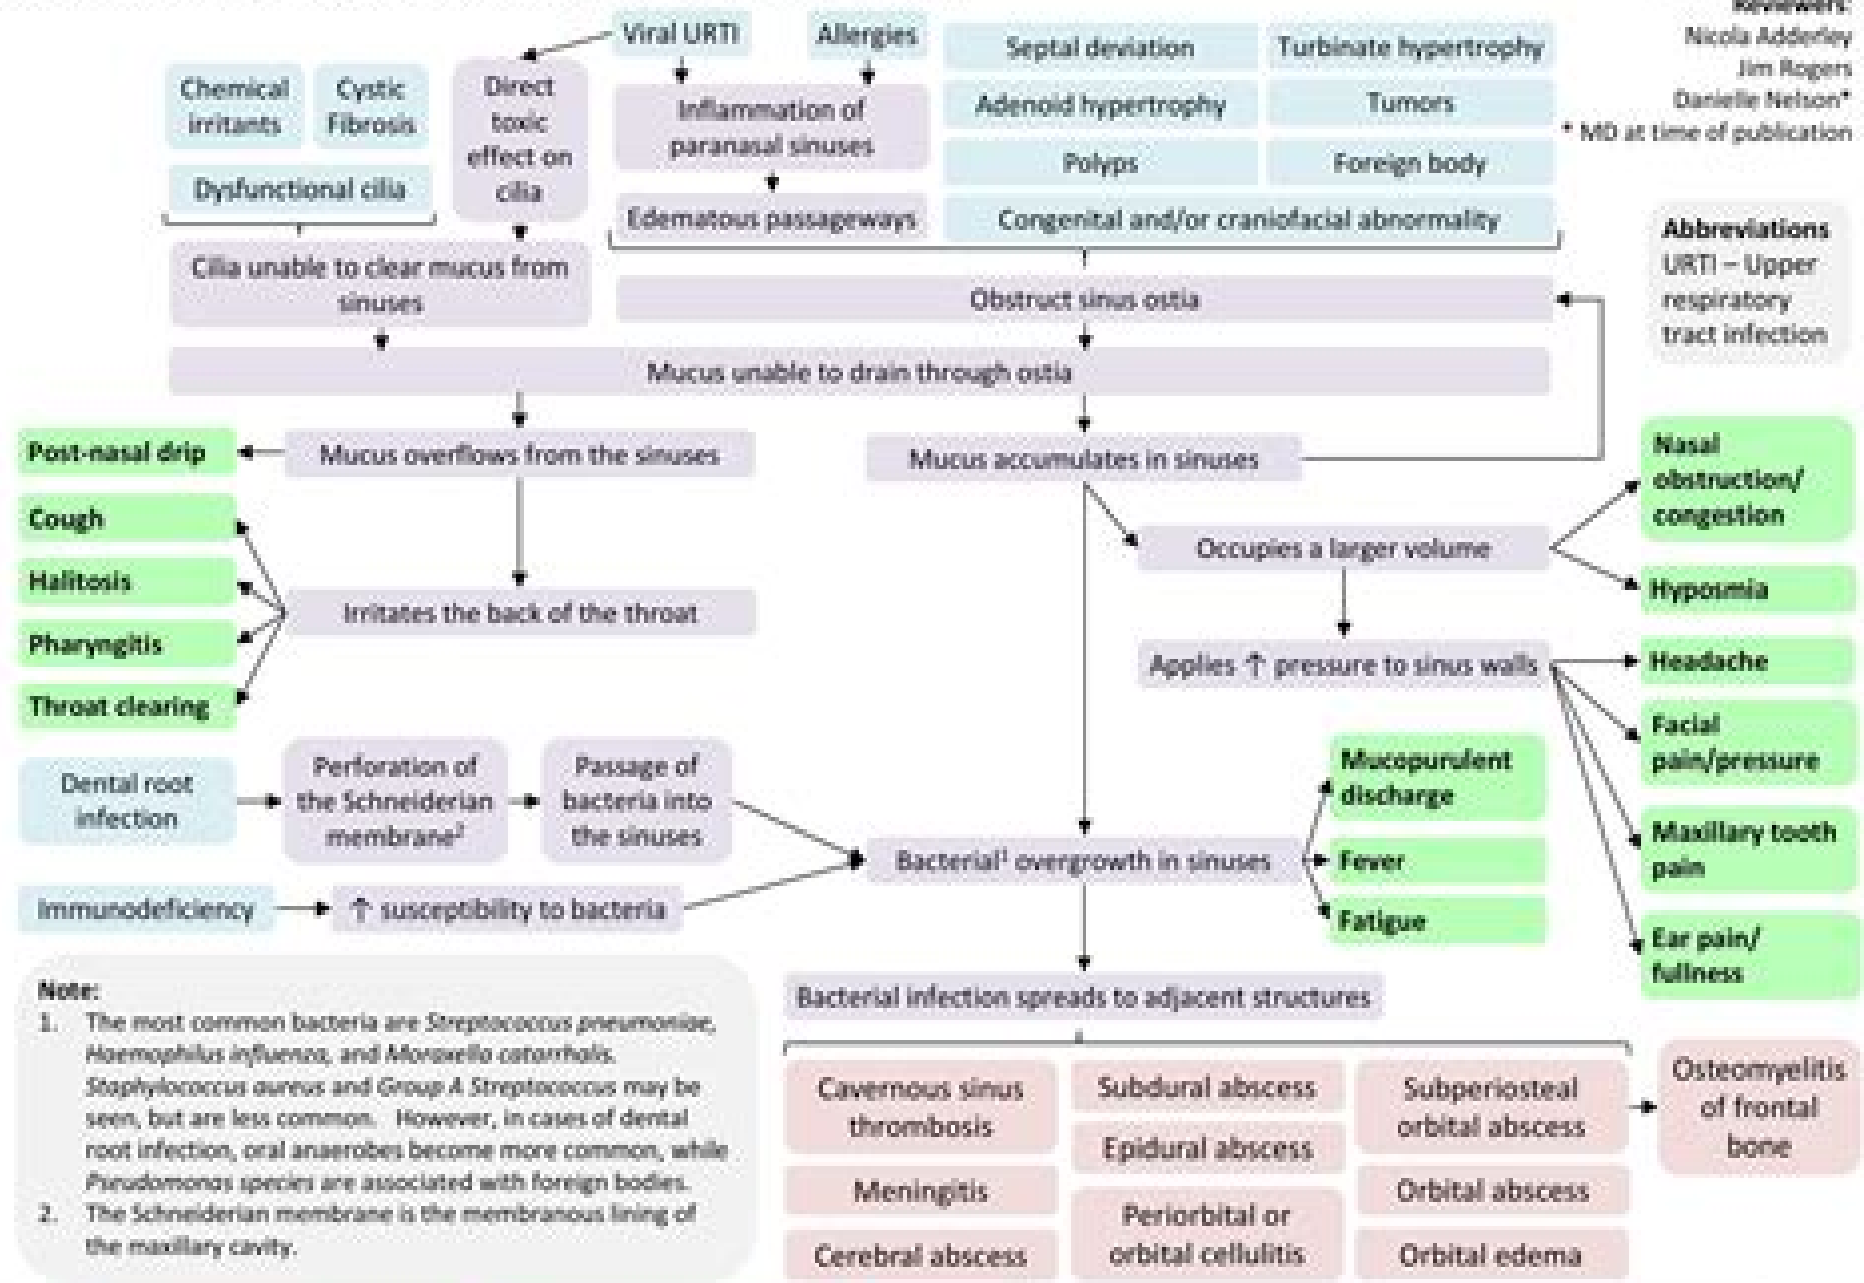 Reviewers:
Nicola Adderley
Jim Rogers
Danielle Nelson*
* MD at time of publication
Viral URTI
Allergies
Septal deviation
Turbinate hypertrophy
Chemical
irritants
Cystic
Fibrosis
Direct
toxic
effect on
cilia
Inflammation of
paranasal sinuses
Adenoid hypertrophy
Tumors
Polyps
Foreign body
Dysfunctional cilia
Edematous passageways
Congenital and/or craniofacial abnormality
Abbreviations
URTI – Upper
respiratory
tract infection
Cilia unable to clear mucus from
sinuses
Obstruct sinus ostia
Mucus unable to drain through ostia
Post-nasal drip
Mucus overflows from the sinuses
Mucus accumulates in sinuses
Nasal
obstruction/
congestion
Cough
Halitosis
Pharyngitis
Throat clearing
Irritates the back of the throat
Occupies a larger volume
Hyposmia
Applies ↑ pressure to sinus walls
Headache
Facial
pain/pressure
Maxillary tooth
pain
Ear pain/
fullness
Dental root
infection
Perforation of
the Schneiderian
membrane²
Passage of
bacteria into
the sinuses
Mucopurulent
discharge
Bacterial¹ overgrowth in sinuses
Fever
Fatigue
Immunodeficiency
↑ susceptibility to bacteria
Note:
1. The most common bacteria are Streptococcus pneumoniae,
Haemophilus influenza, and Moraxella catarrhalis.
Staphylococcus aureus and Group A Streptococcus may be
seen, but are less common. However, in cases of dental
root infection, oral anaerobes become more common, while
Pseudomonas species are associated with foreign bodies.
2. The Schneiderian membrane is the membranous lining of
the maxillary cavity.
Bacterial infection spreads to adjacent structures
Cavernous sinus
thrombosis
Subdural abscess
Subperiosteal
orbital abscess
Osteomyelitis
of frontal
bone
Epidural abscess
Meningitis
Orbital abscess
Periorbital or
orbital cellulitis
Cerebral abscess
Orbital edema